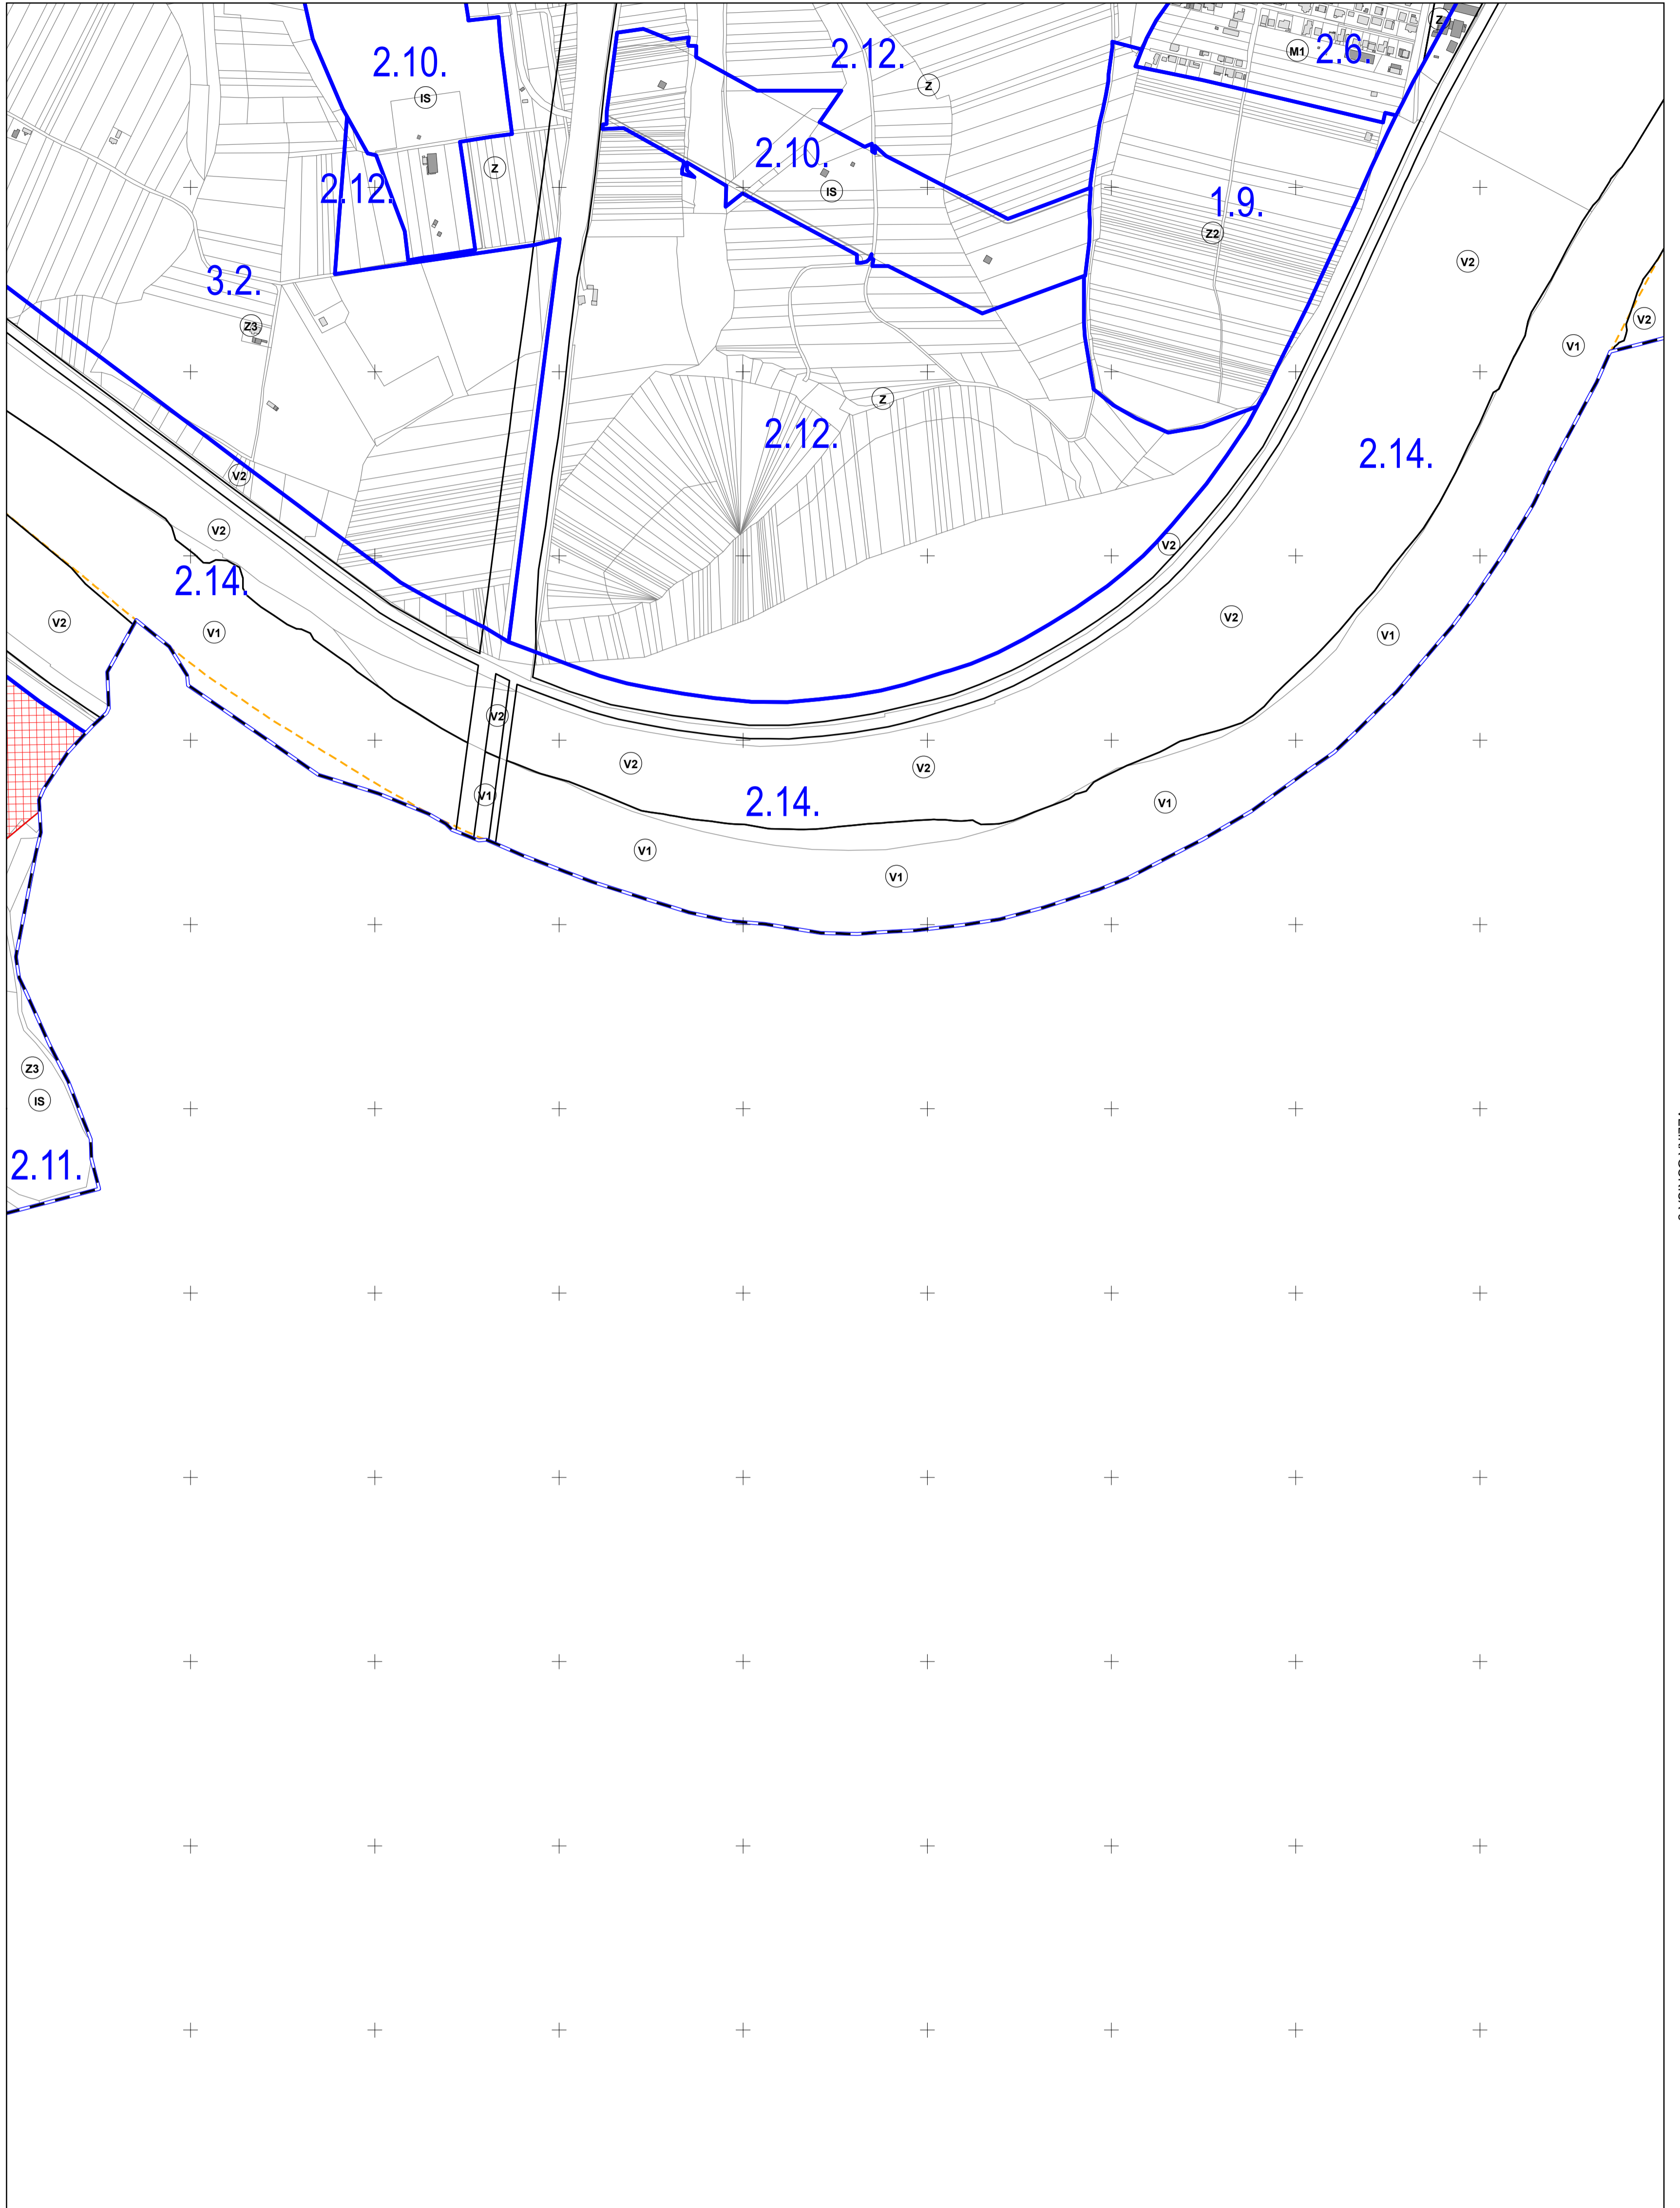 Z
M1
2.6.
2.12.
2.10.
Z
IS
2.10.
Z
2.12.
IS
1.9.
Z2
V2
3.2.
V2
Z3
V1
Z
2.12.
2.14.
V2
V2
V2
2.14.
V2
V2
V1
V1
V2
V2
V2
V1
2.14.
V1
V1
V1
Z3
IS
2.11.